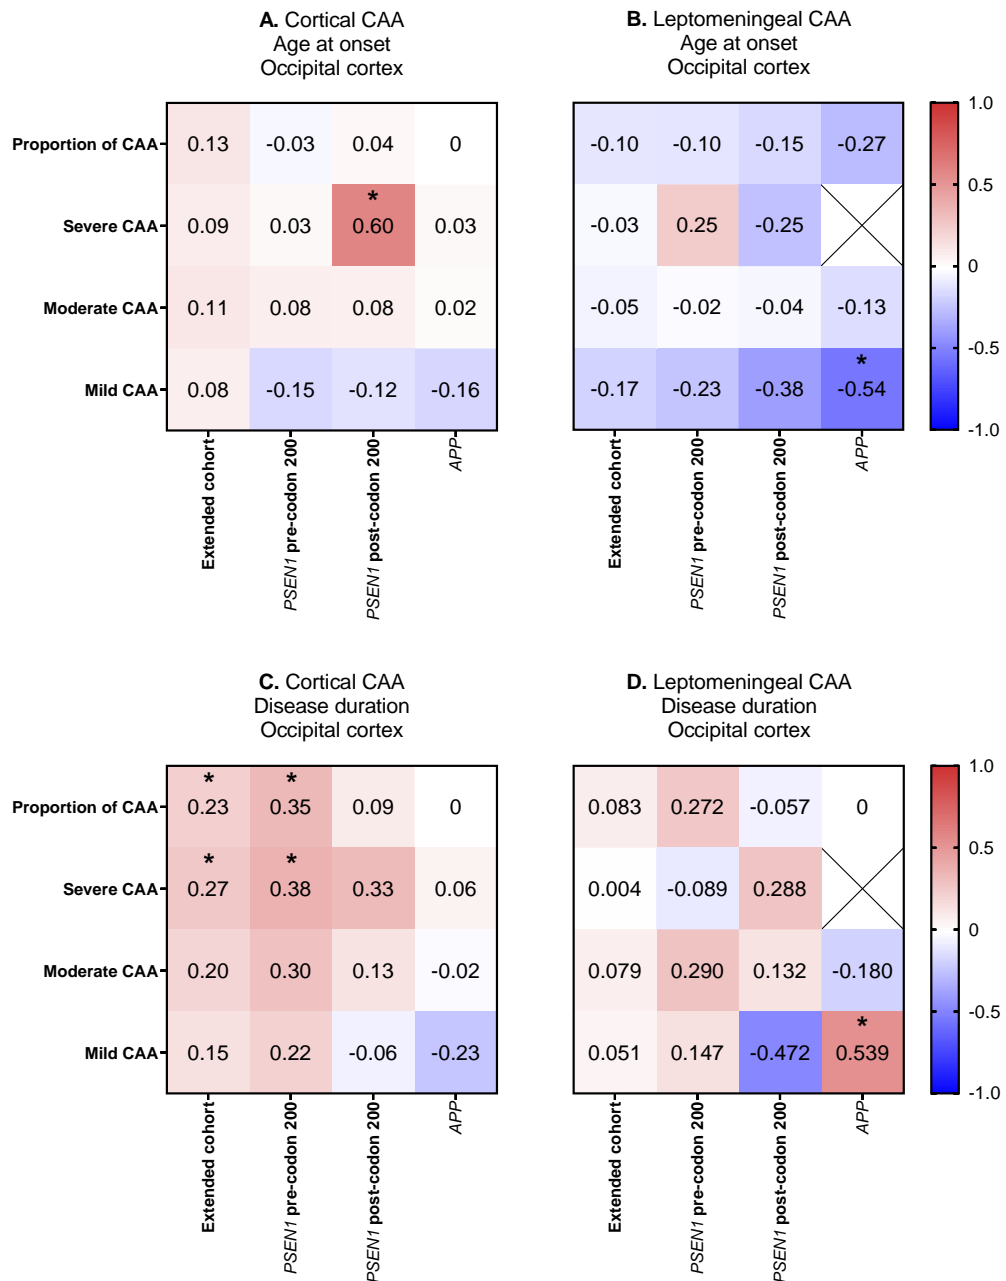 A. Cortical CAA
Age at onset
Occipital cortex
Proportion of CAA 0.13 -0.03 0.04 0
*
Severe CAA 0.09 0.03 0.60 0.03
Moderate CAA 0.11 0.08 0.08 0.02
Mild CAA 0.08 -0.15 -0.12 -0.16
Extended cohort
PSEN1 pre-codon 200
PSEN1 post-codon 200
APP
B. Leptomeningeal CAA
Age at onset
Occipital cortex
-0.10 -0.10 -0.15 -0.27
-0.03 0.25 -0.25
-0.05 -0.02 -0.04 -0.13
*
-0.17 -0.23 -0.38 -0.54
Extended cohort
PSEN1 pre-codon 200
PSEN1 post-codon 200
APP
1.0
0.5
0
-0.5
-1.0
C. Cortical CAA
Disease duration
Occipital cortex
* *
Proportion of CAA 0.23 0.35 0.09 0
* *
Severe CAA 0.27 0.38 0.33 0.06
Moderate CAA 0.20 0.30 0.13 -0.02
Mild CAA 0.15 0.22 -0.06 -0.23
Extended cohort
PSEN1 pre-codon 200
PSEN1 post-codon 200
APP
D. Leptomeningeal CAA
Disease duration
Occipital cortex
0.083 0.272 -0.057 0
0.004 -0.089 0.288
0.079 0.290 0.132 -0.180
*
0.051 0.147 -0.472 0.539
Extended cohort
PSEN1 pre-codon 200
PSEN1 post-codon 200
APP
1.0
0.5
0
-0.5
-1.0